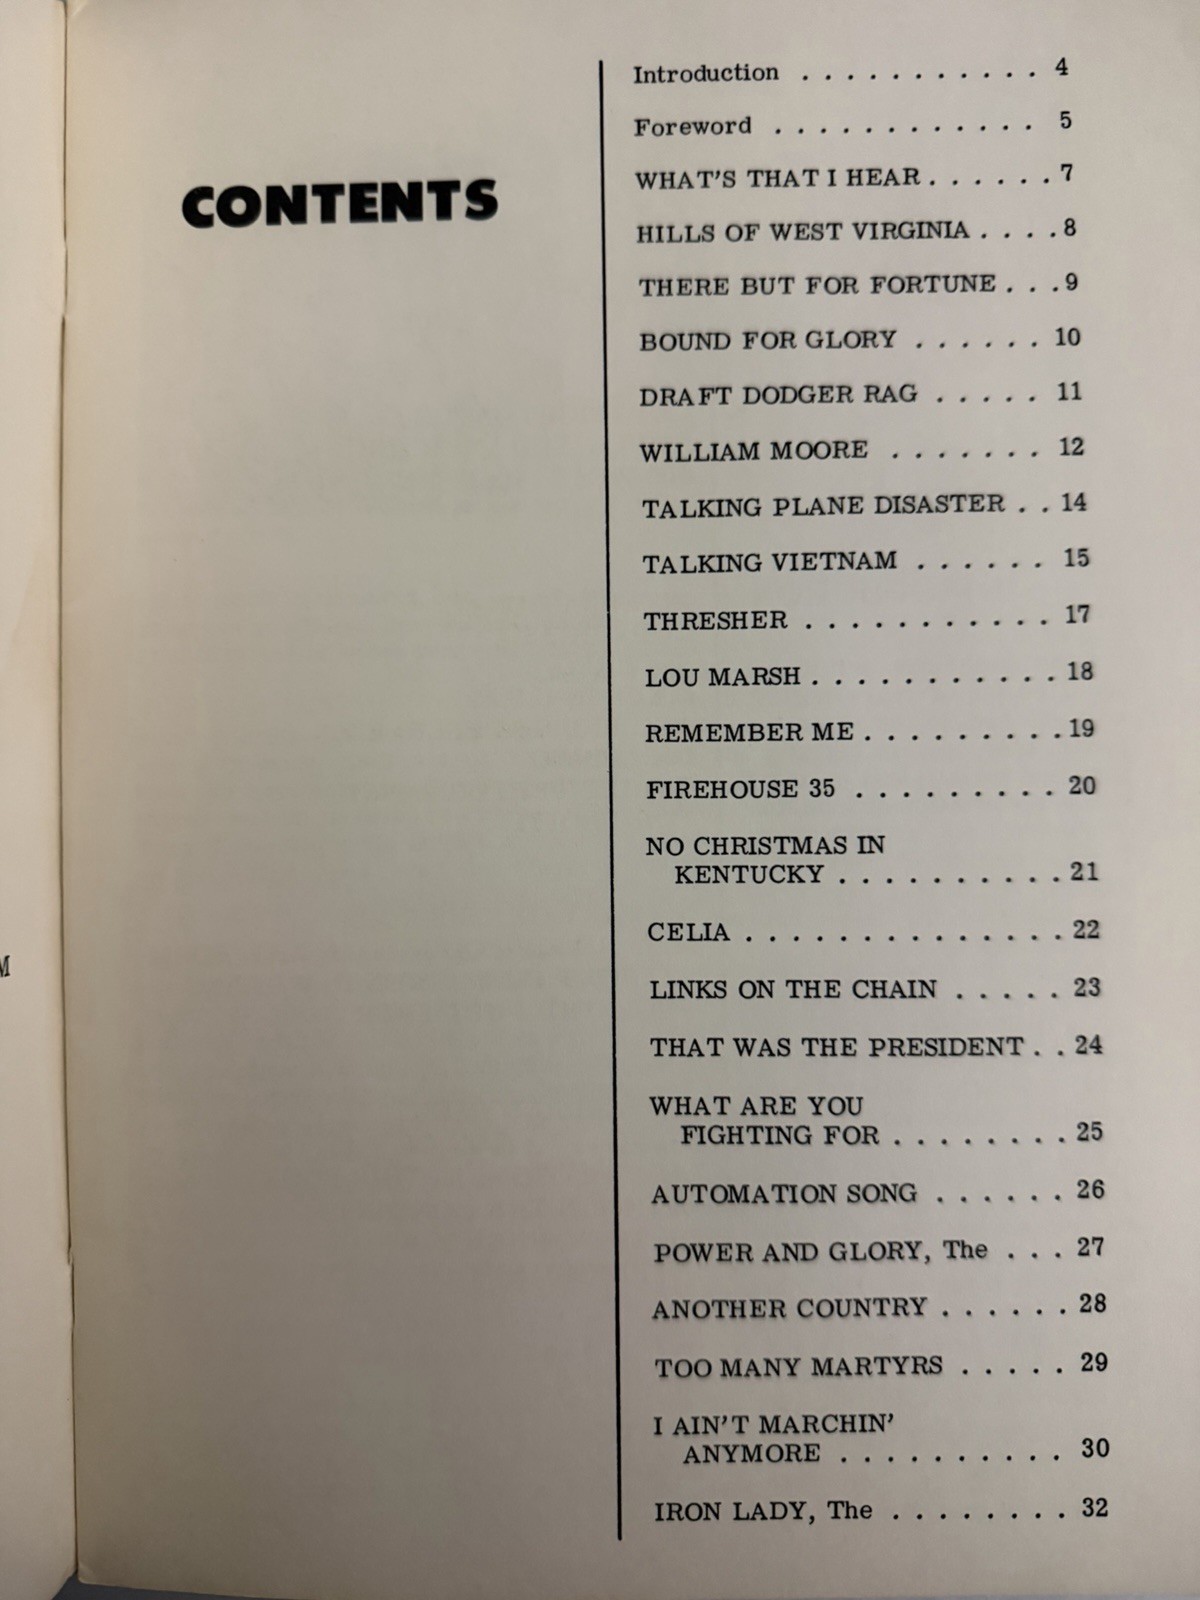 CONTENTS
Introduction . . . . . . . . . . . 4
Foreword . . . . . . . . . . . . 5
WHAT'S THAT I HEAR . . . . . . 7
HILLS OF WEST VIRGINIA . . . . 8
THERE BUT FOR FORTUNE . . . 9
BOUND FOR GLORY . . . . . . 10
DRAFT DODGER RAG . . . . . 11
WILLIAM MOORE . . . . . . . 12
TALKING PLANE DISASTER . . 14
TALKING VIETNAM . . . . . . 15
THRESHER . . . . . . . . . . . 17
LOU MARSH . . . . . . . . . . . 18
REMEMBER ME . . . . . . . . . 19
FIREHOUSE 35 . . . . . . . . . 20
NO CHRISTMAS IN
KENTUCKY . . . . . . . . . . 21
CELIA . . . . . . . . . . . . . . 22
LINKS ON THE CHAIN . . . . . 23
THAT WAS THE PRESIDENT . . 24
WHAT ARE YOU
FIGHTING FOR . . . . . . . . 25
AUTOMATION SONG . . . . . . 26
POWER AND GLORY, The . . . 27
ANOTHER COUNTRY . . . . . . 28
TOO MANY MARTYRS . . . . . 29
I AIN'T MARCHIN'
ANYMORE . . . . . . . . . . 30
IRON LADY, The . . . . . . . . 32